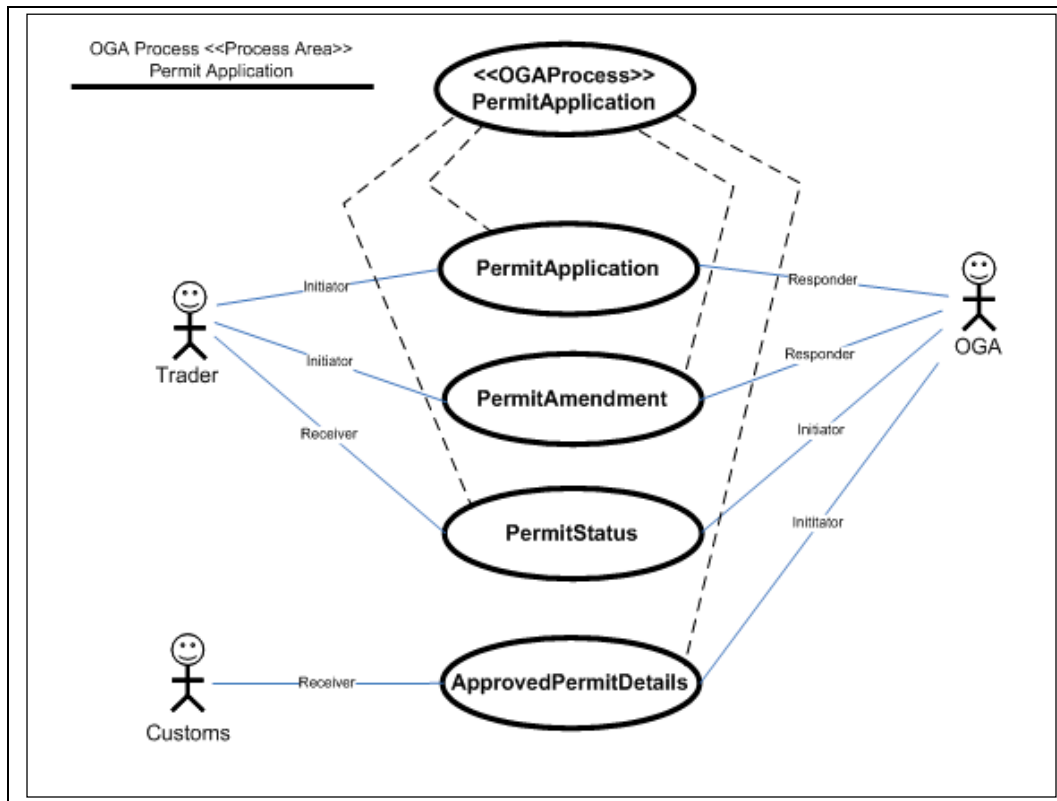 OGA Process <<Process Area>>
Permit Application
<<OGAProcess>>
PermitApplication
PermitApplication
Initiator
Responder
Trader
OGA
Initiator
PermitAmendment
Responder
Receiver
Initiator
PermitStatus
Inititator
Customs
Receiver
ApprovedPermitDetails